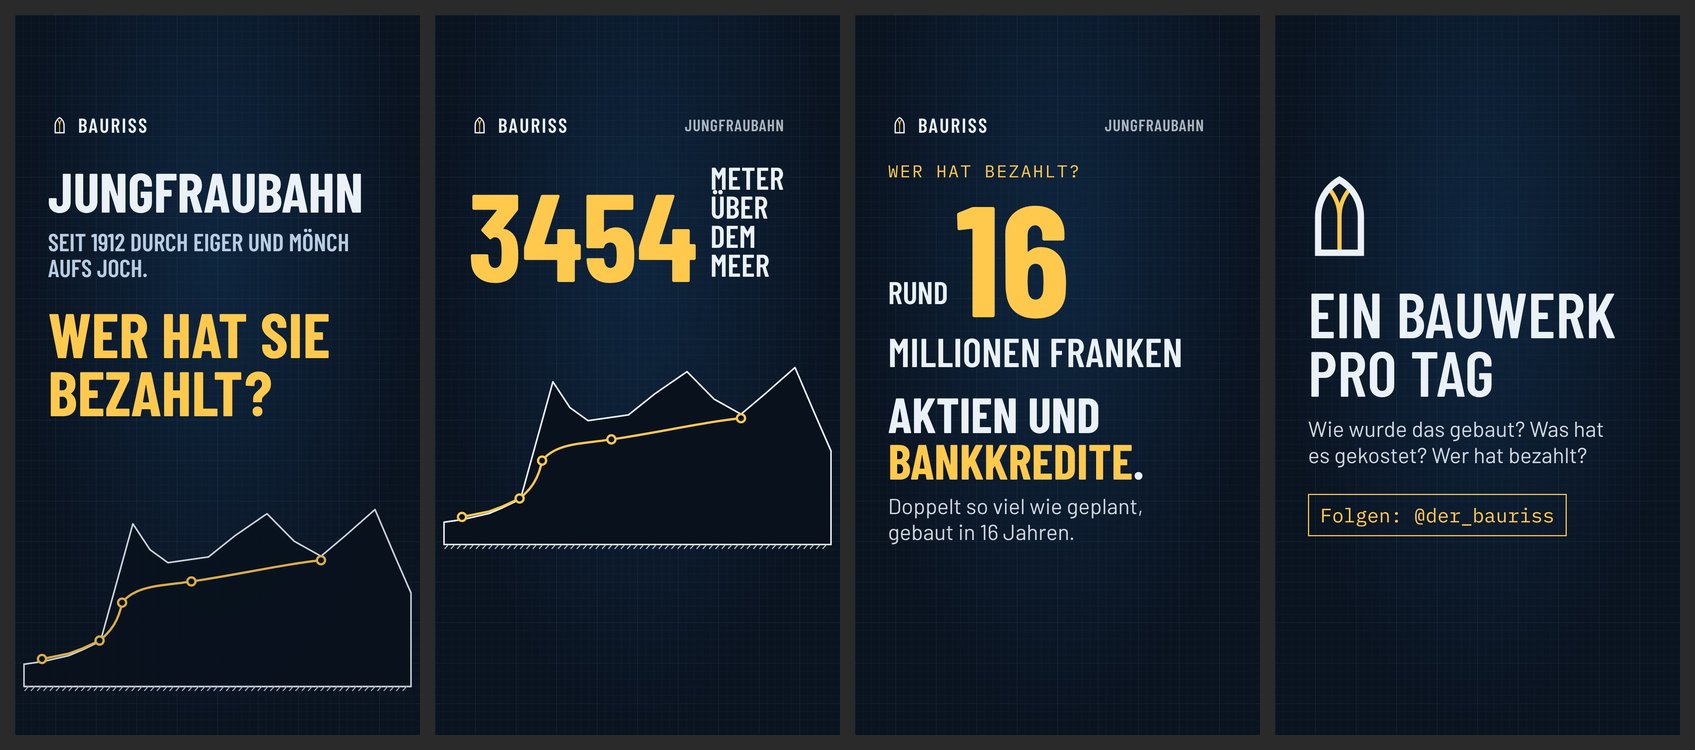 BAURISS
JUNGFRAUBAHN
SEIT 1912 DURCH EIGER UND MÖNCH
AUFS JOCH.
WER HAT SIE
BEZAHLT?
BAURISS
JUNGFRAUBAHN
3454
METER
ÜBER
DEM
MEER
BAURISS
JUNGFRAUBAHN
WER HAT BEZAHLT?
RUND 16
MILLIONEN FRANKEN
AKTIEN UND
BANKKREDITE.
Doppelt so viel wie geplant,
gebaut in 16 Jahren.
EIN BAUWERK
PRO TAG
Wie wurde das gebaut? Was hat
es gekostet? Wer hat bezahlt?
Folgen: @der_bauriss